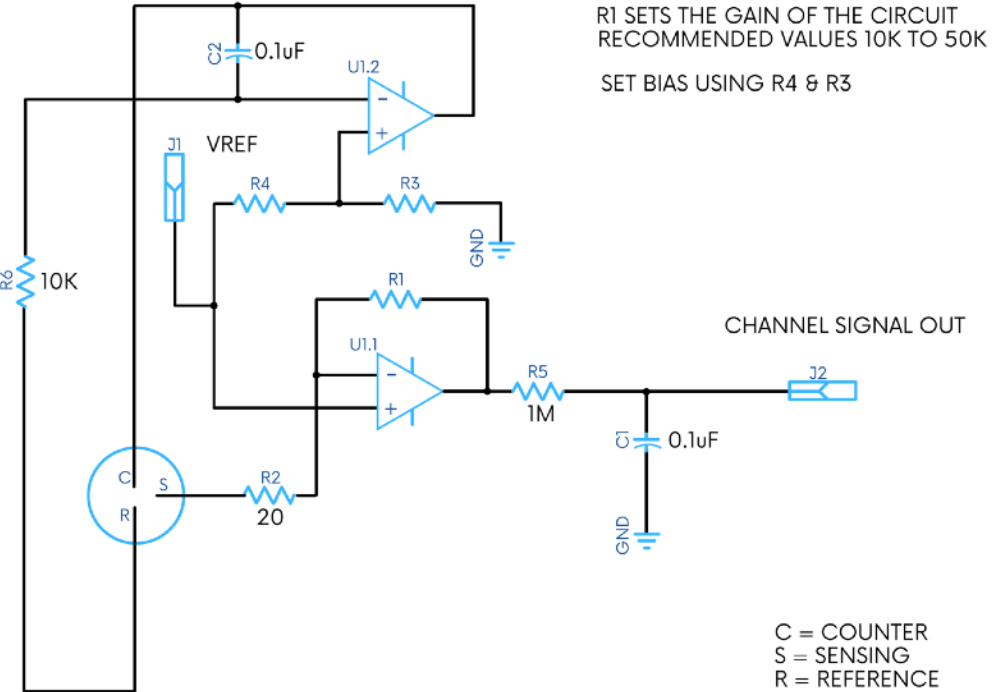 R1 SETS THE GAIN OF THE CIRCUIT
RECOMMENDED VALUES 10K TO 50K
SET BIAS USING R4 & R3
C2
0.1uF
U1.2
-
+
J1
VREF
R4
R3
GND
R6
10K
R1
U1.1
-
+
CHANNEL SIGNAL OUT
R5
1M
J2
C1
0.1uF
GND
C
S
R
R2
20
C = COUNTER
S = SENSING
R = REFERENCE